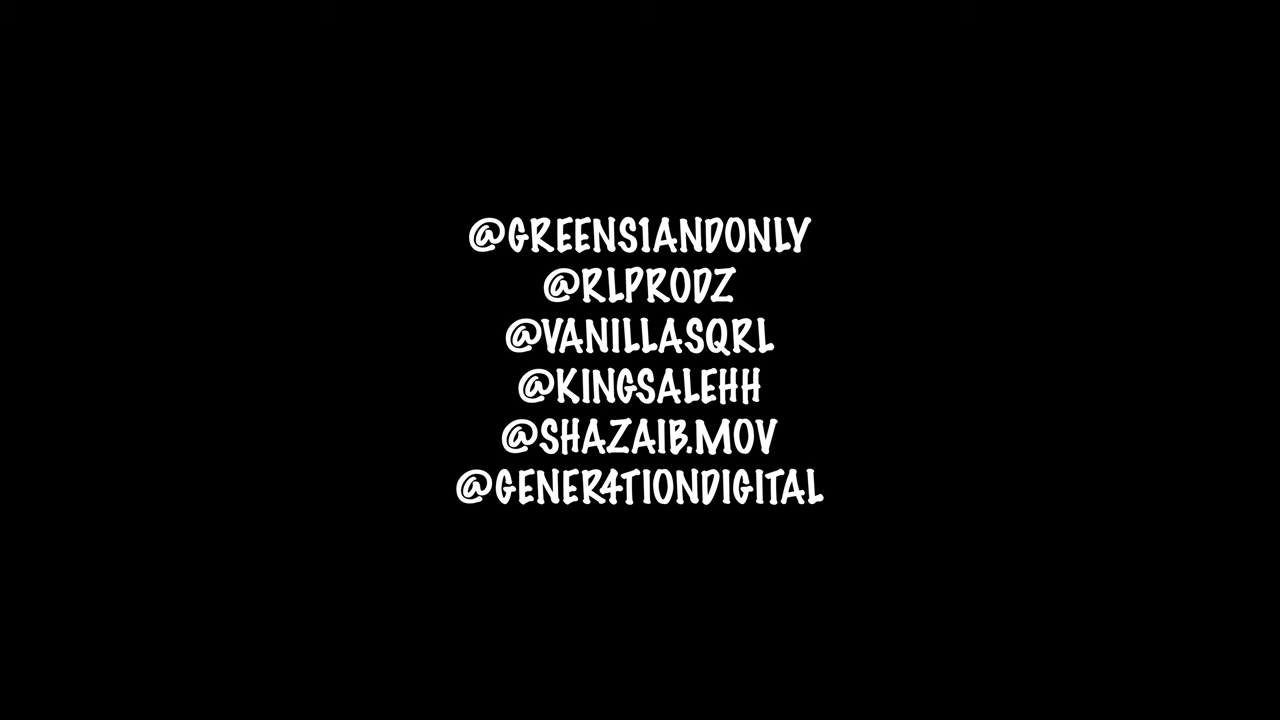 @GREENS1ANDONLY
@RLPRODZ
@VANILLASQRL
@KINGSALEHH
@SHAZAIB.MOV
@GENER4TIONDIGITAL